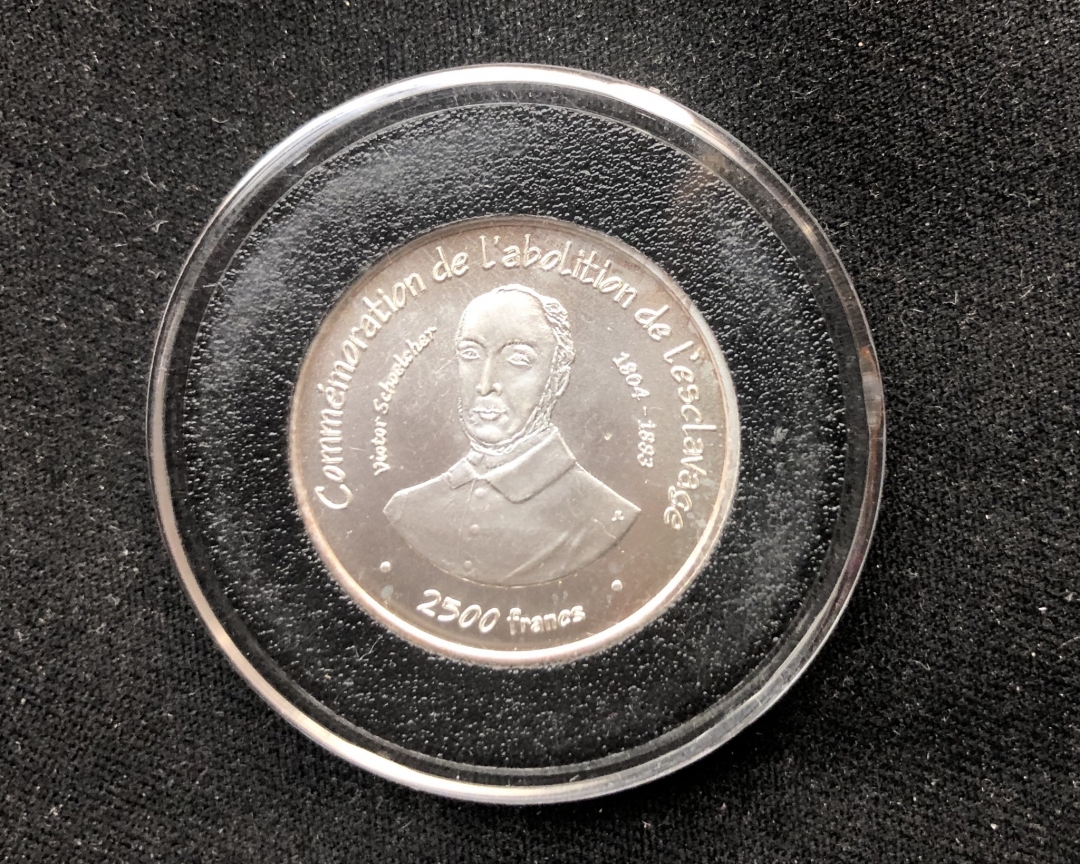 Commémoration de l'abolition de l'esclavage
Victor Schoelcher
1804 - 1893
2500 francs